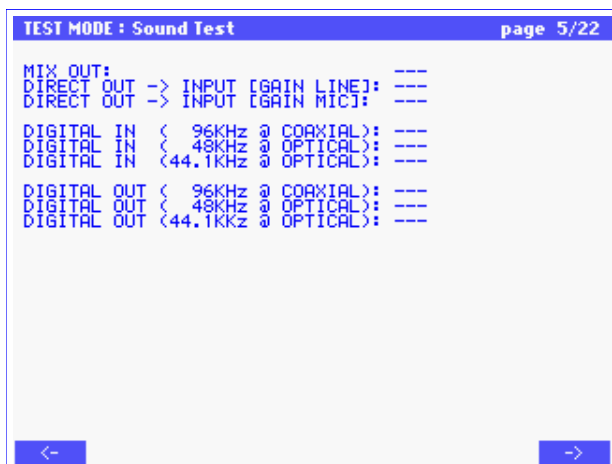 TEST MODE : Sound Test page 5/22
MIX OUT: ---
DIRECT OUT -> INPUT [GAIN LINE]: ---
DIRECT OUT -> INPUT [GAIN MIC]: ---
DIGITAL IN ( 96KHz @ COAXIAL): ---
DIGITAL IN ( 48KHz @ OPTICAL): ---
DIGITAL IN (44.1KHz @ OPTICAL): ---
DIGITAL OUT ( 96KHz @ COAXIAL): ---
DIGITAL OUT ( 48KHz @ OPTICAL): ---
DIGITAL OUT (44.1KKz @ OPTICAL): ---
<- ->